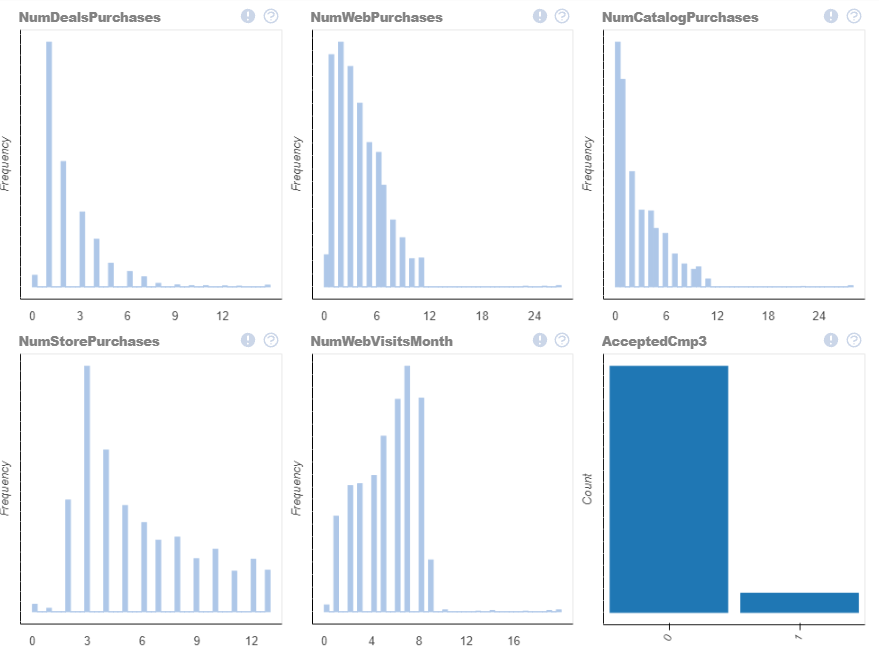 NumDealsPurchases ! ?
NumWebPurchases ! ?
NumCatalogPurchases ! ?
Frequency
Frequency
Frequency
0 3 6 9 12
0 6 12 18 24
0 6 12 18 24
NumStorePurchases ! ?
NumWebVisitsMonth ! ?
AcceptedCmp3 ! ?
Frequency
Frequency
Count
0 3 6 9 12
0 4 8 12 16
0 1